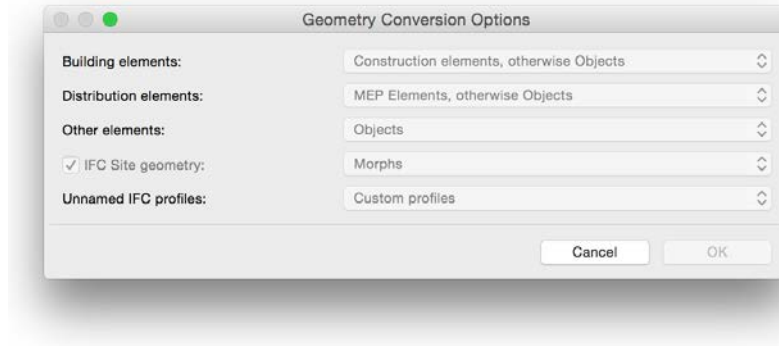 Geometry Conversion Options
Building elements: Construction elements, otherwise Objects
Distribution elements: MEP Elements, otherwise Objects
Other elements: Objects
IFC Site geometry: Morphs
Unnamed IFC profiles: Custom profiles
Cancel OK